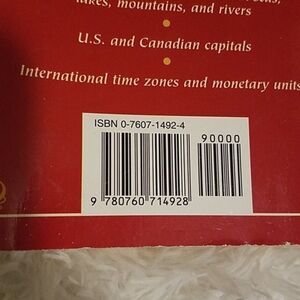 lakes, mountains, and rivers
U.S. and Canadian capitals
International time zones and monetary units
ISBN 0-7607-1492-4
90000
9 780760 714928